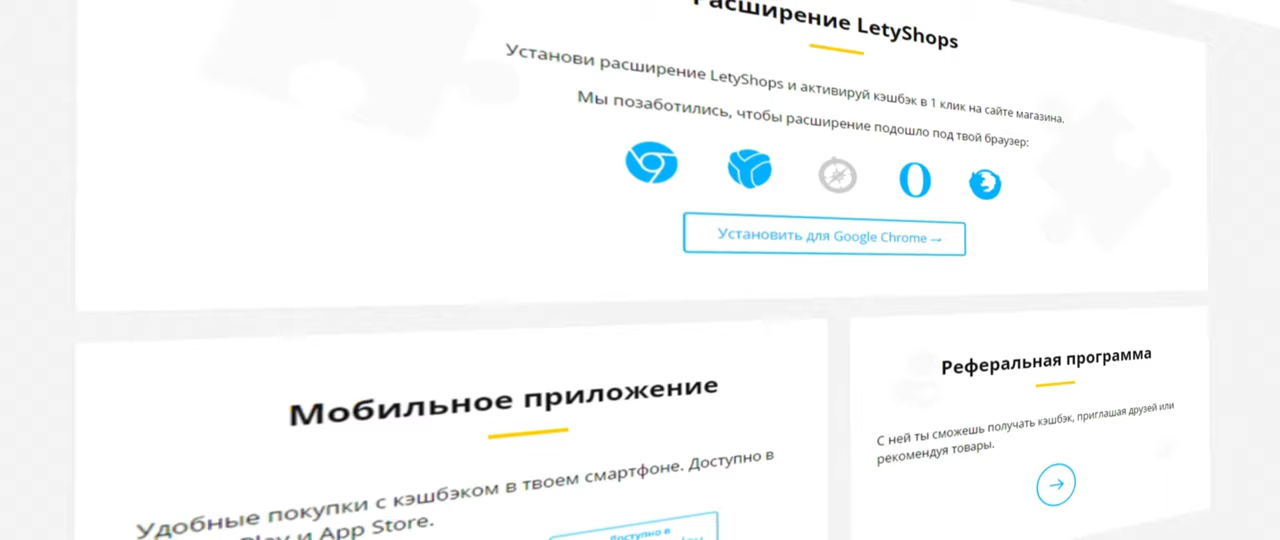 Расширение LetyShops
Установи расширение LetyShops и активируй кэшбэк в 1 клик на сайте магазина.
Мы позаботились, чтобы расширение подошло под твой браузер:
Установить для Google Chrome →
Мобильное приложение
Удобные покупки с кэшбэком в твоем смартфоне. Доступно в
Play и App Store.
Доступно в
Реферальная программа
С ней ты сможешь получать кэшбэк, приглашая друзей или
рекомендуя товары.